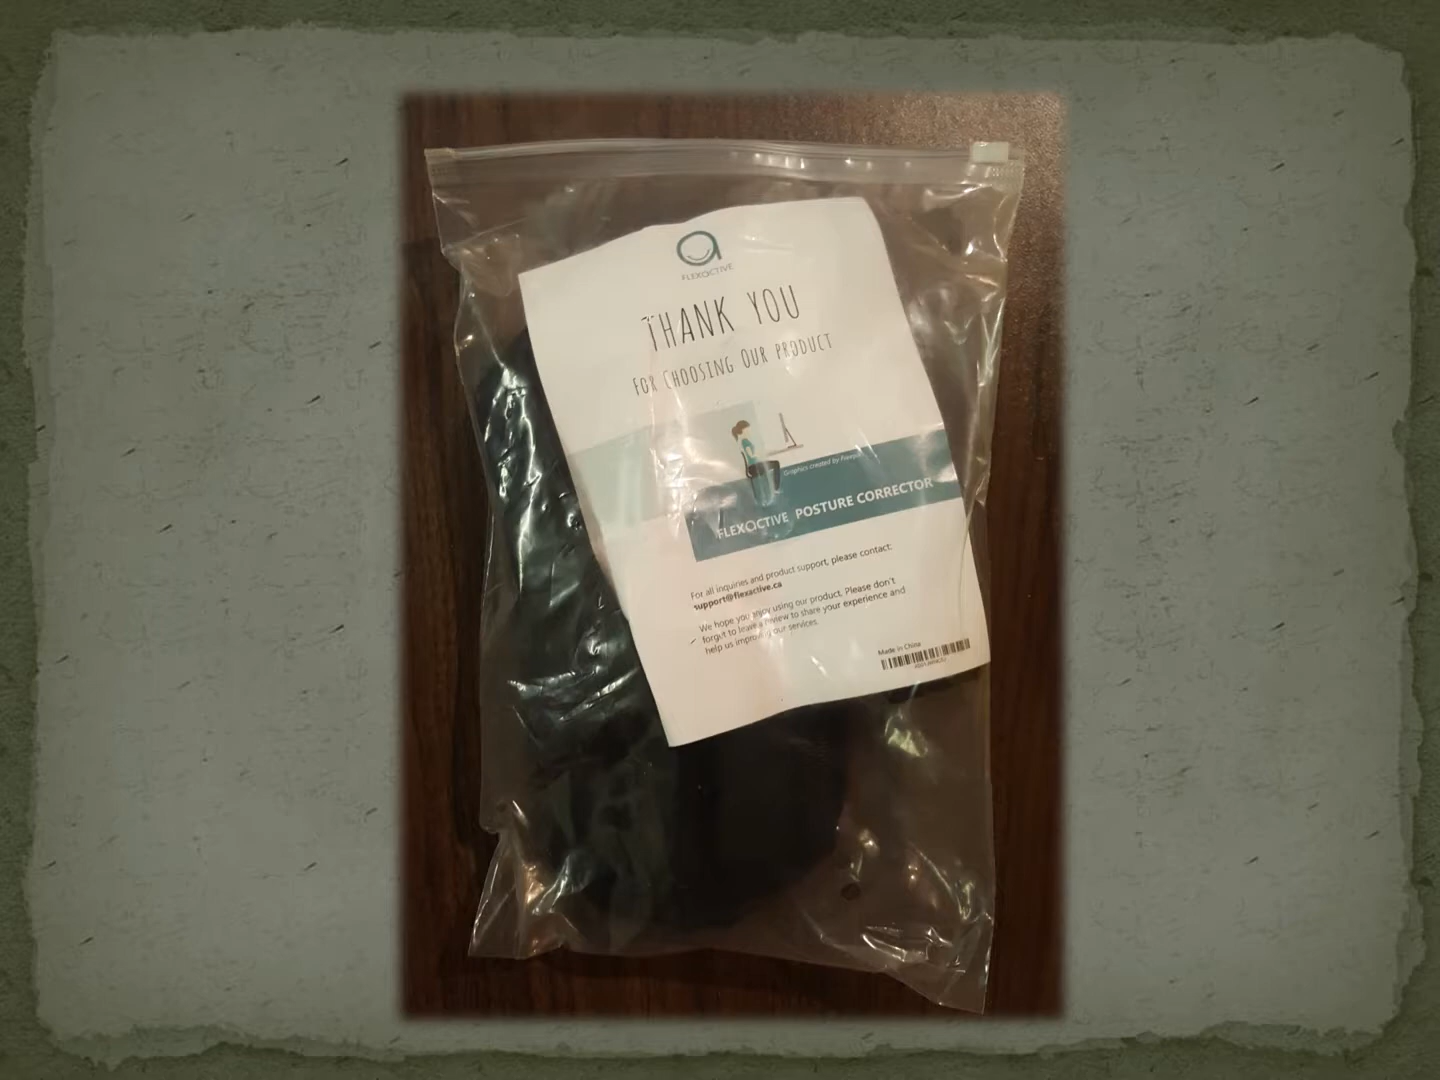 FLEXACTIVE
THANK YOU
FOR CHOOSING OUR PRODUCT
Graphics created by Freepik
FLEXACTIVE POSTURE CORRECTOR
For all inquiries and product support, please contact:
support@flexactive.ca
We hope you enjoy using our product. Please don't
forget to leave a review to share your experience and
help us improving our services.
Made in China